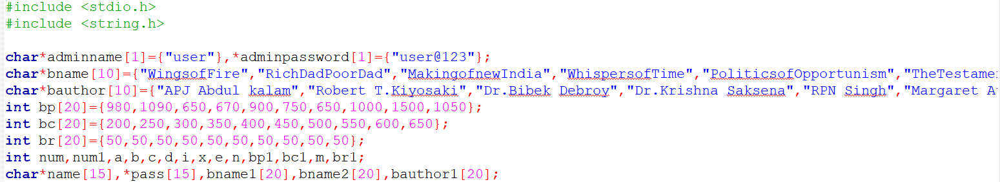 #include <stdio.h>
#include <string.h>
char*adminname[1]={"user"},*adminpassword[1]={"user@123"};
char*bname[10]={"WingsofFire","RichDadPoorDad","MakingofnewIndia","WhispersofTime","PoliticsofOpportunism","TheTestame
char*bauthor[10]={"APJ Abdul kalam","Robert T.Kiyosaki","Dr.Bibek Debroy","Dr.Krishna Saksena","RPN Singh","Margaret A
int bp[20]={980,1090,650,670,900,750,650,1000,1500,1050};
int bc[20]={200,250,300,350,400,450,500,550,600,650};
int br[20]={50,50,50,50,50,50,50,50,50,50};
int num,num1,a,b,c,d,i,x,e,n,bp1,bc1,m,br1;
char*name[15],*pass[15],bname1[20],bname2[20],bauthor1[20];